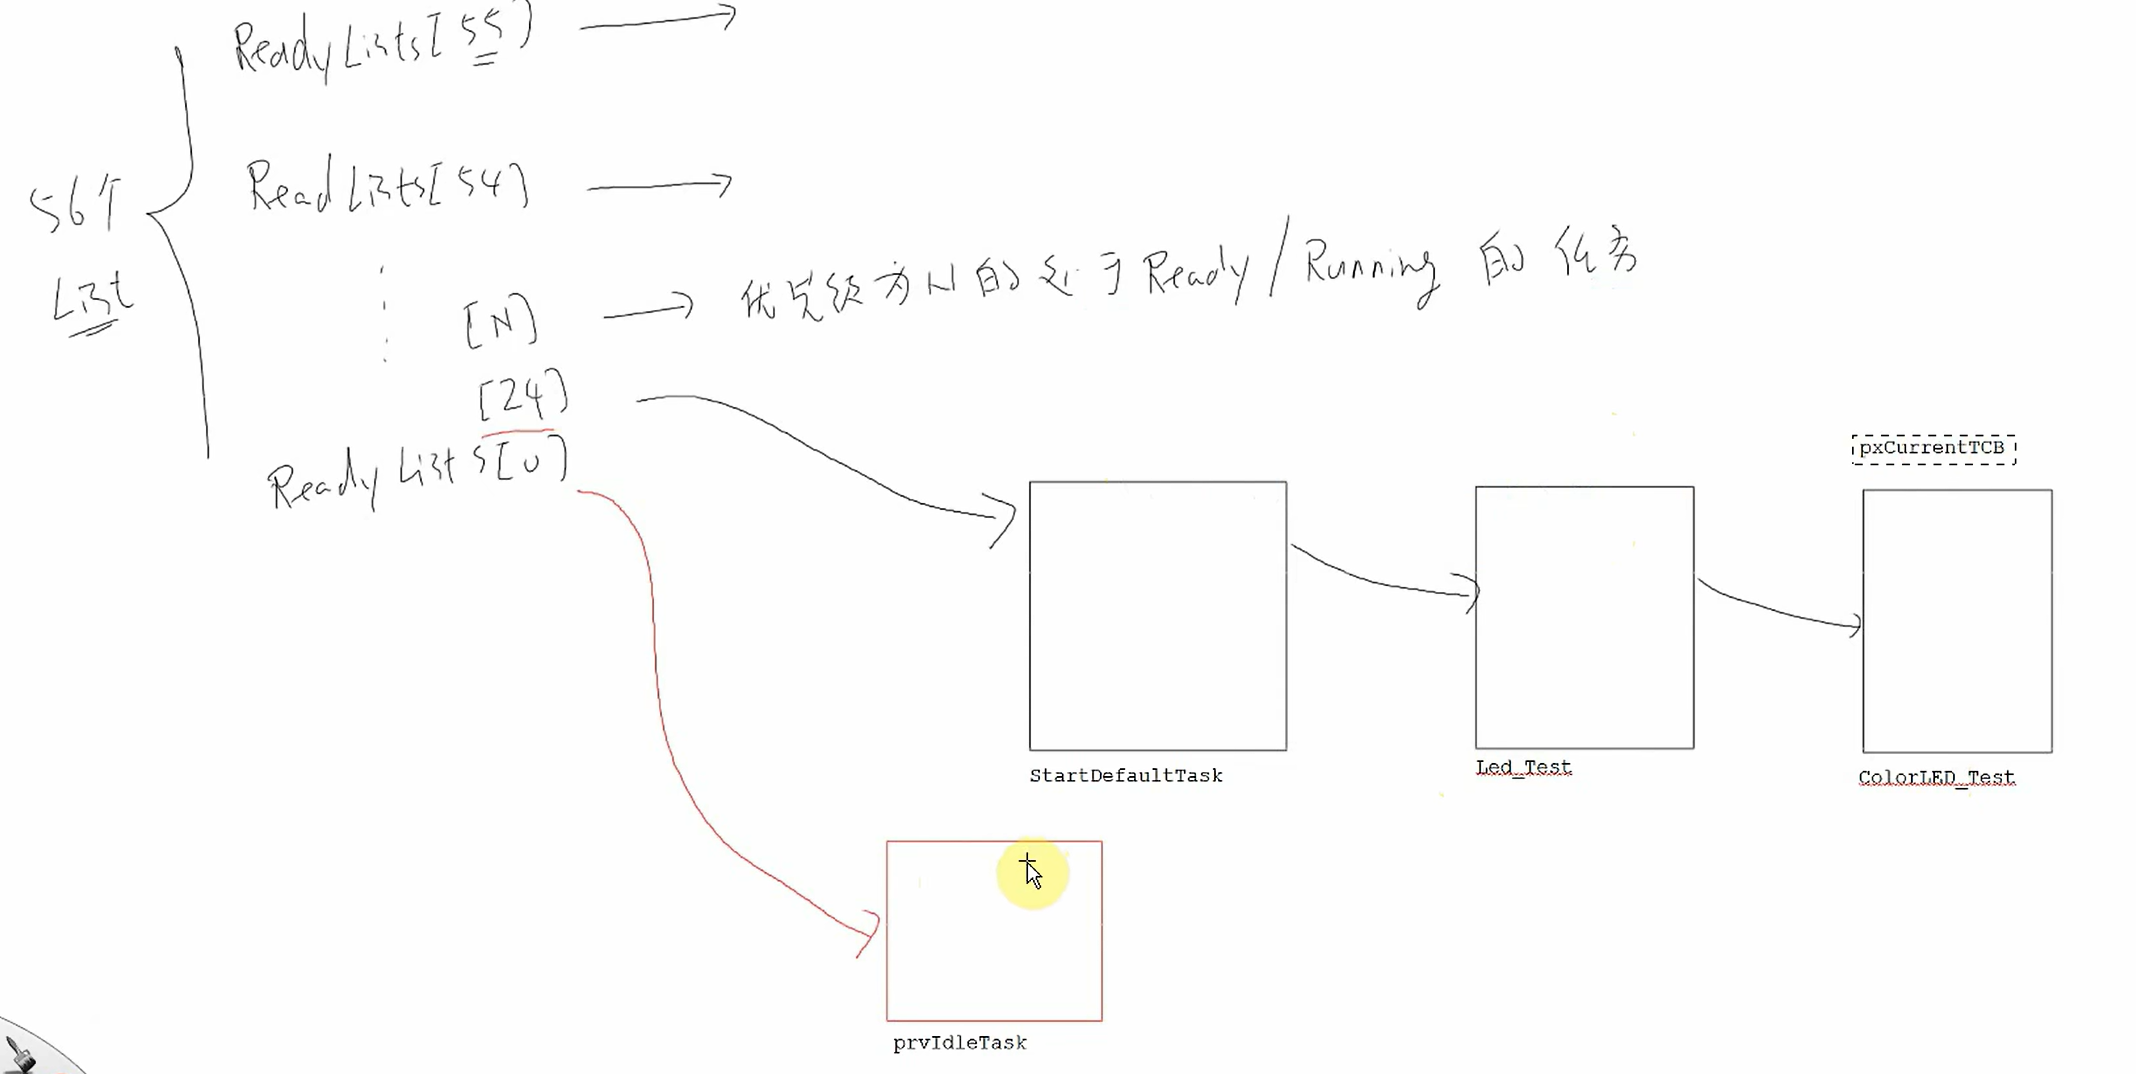 ReadyLists[55]
56个
List
ReadLists[54]
[N]
优先级为N的处于Ready/Running的任务
[24]
ReadyLists[0]
pxCurrentTCB
StartDefaultTask
Led_Test
ColorLED_Test
prvIdleTask